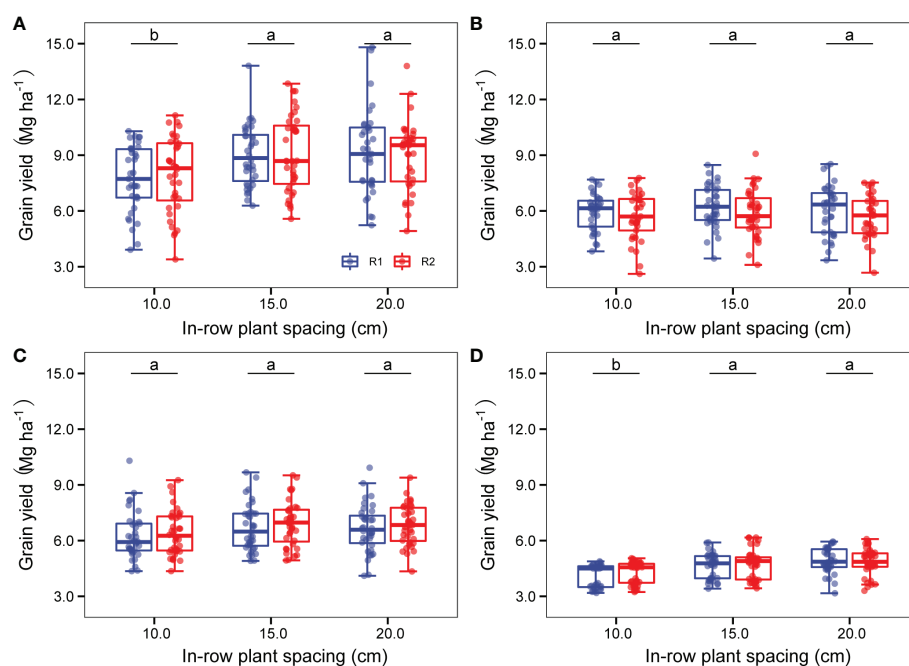 A
b a a
15.0
12.0
9.0
6.0
3.0
Grain yield (Mg ha⁻¹)
R1 R2
10.0 15.0 20.0
In-row plant spacing (cm)
B
a a a
15.0
12.0
9.0
6.0
3.0
Grain yield (Mg ha⁻¹)
10.0 15.0 20.0
In-row plant spacing (cm)
C
a a a
15.0
12.0
9.0
6.0
3.0
Grain yield (Mg ha⁻¹)
10.0 15.0 20.0
In-row plant spacing (cm)
D
b a a
15.0
12.0
9.0
6.0
3.0
Grain yield (Mg ha⁻¹)
10.0 15.0 20.0
In-row plant spacing (cm)